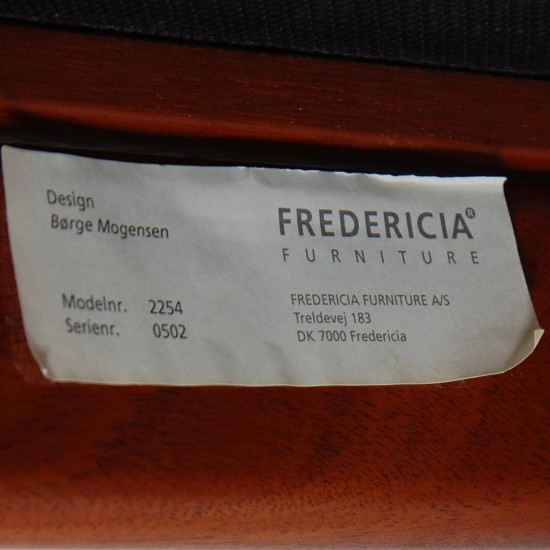 Design
Børge Mogensen
Modelnr. 2254
Serienr. 0502
FREDERICIA®
FURNITURE
FREDERICIA FURNITURE A/S
Treldevej 183
DK 7000 Fredericia